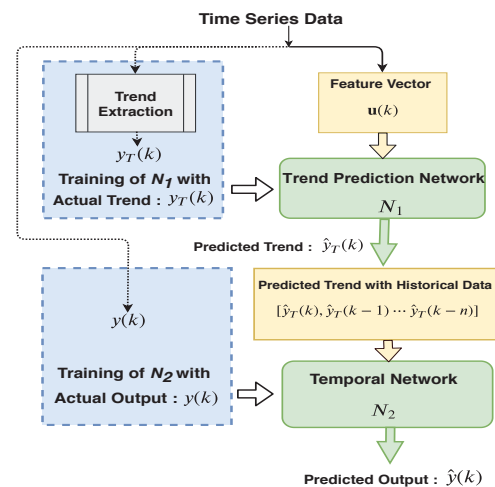 Time Series Data
Trend
Extraction
y_T(k)
Training of N_1 with
Actual Trend : y_T(k)
Feature Vector
u(k)
Trend Prediction Network
N_1
Predicted Trend : ŷ_T(k)
Predicted Trend with Historical Data
[ŷ_T(k), ŷ_T(k−1) ⋯ ŷ_T(k−n)]
y(k)
Training of N_2 with
Actual Output : y(k)
Temporal Network
N_2
Predicted Output : ŷ(k)